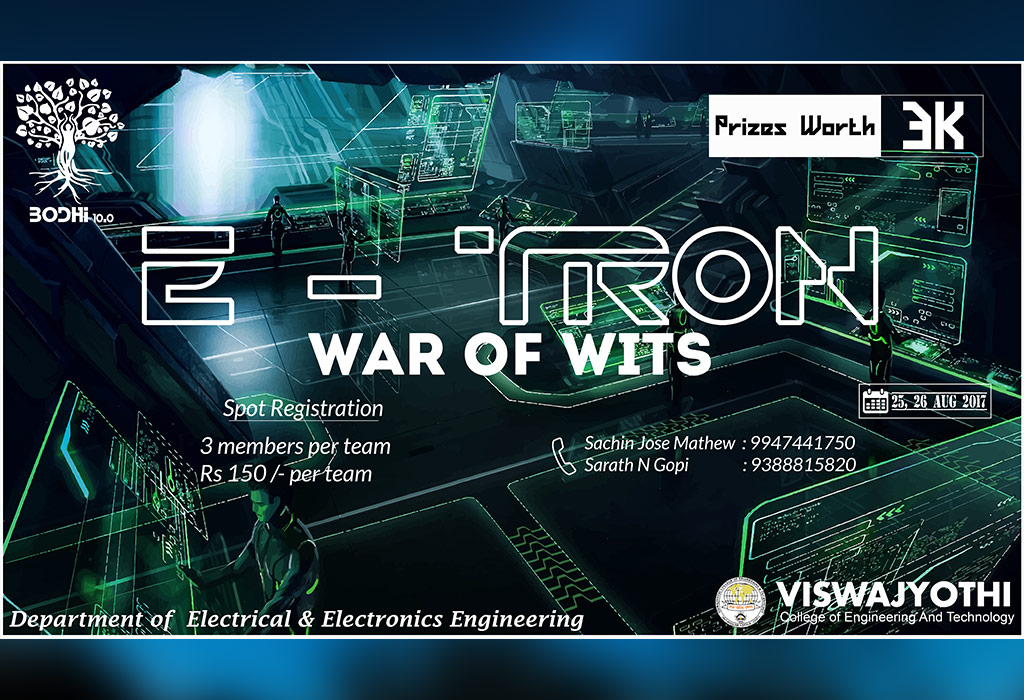 BODHi 10.0
Prizes Worth 3K
E - TRON
WAR OF WITS
25, 26 AUG 2017
Spot Registration
3 members per team
Rs 150 /- per team
Sachin Jose Mathew : 9947441750
Sarath N Gopi : 9388815820
Department of Electrical & Electronics Engineering
VISWAJYOTHI
College of Engineering And Technology